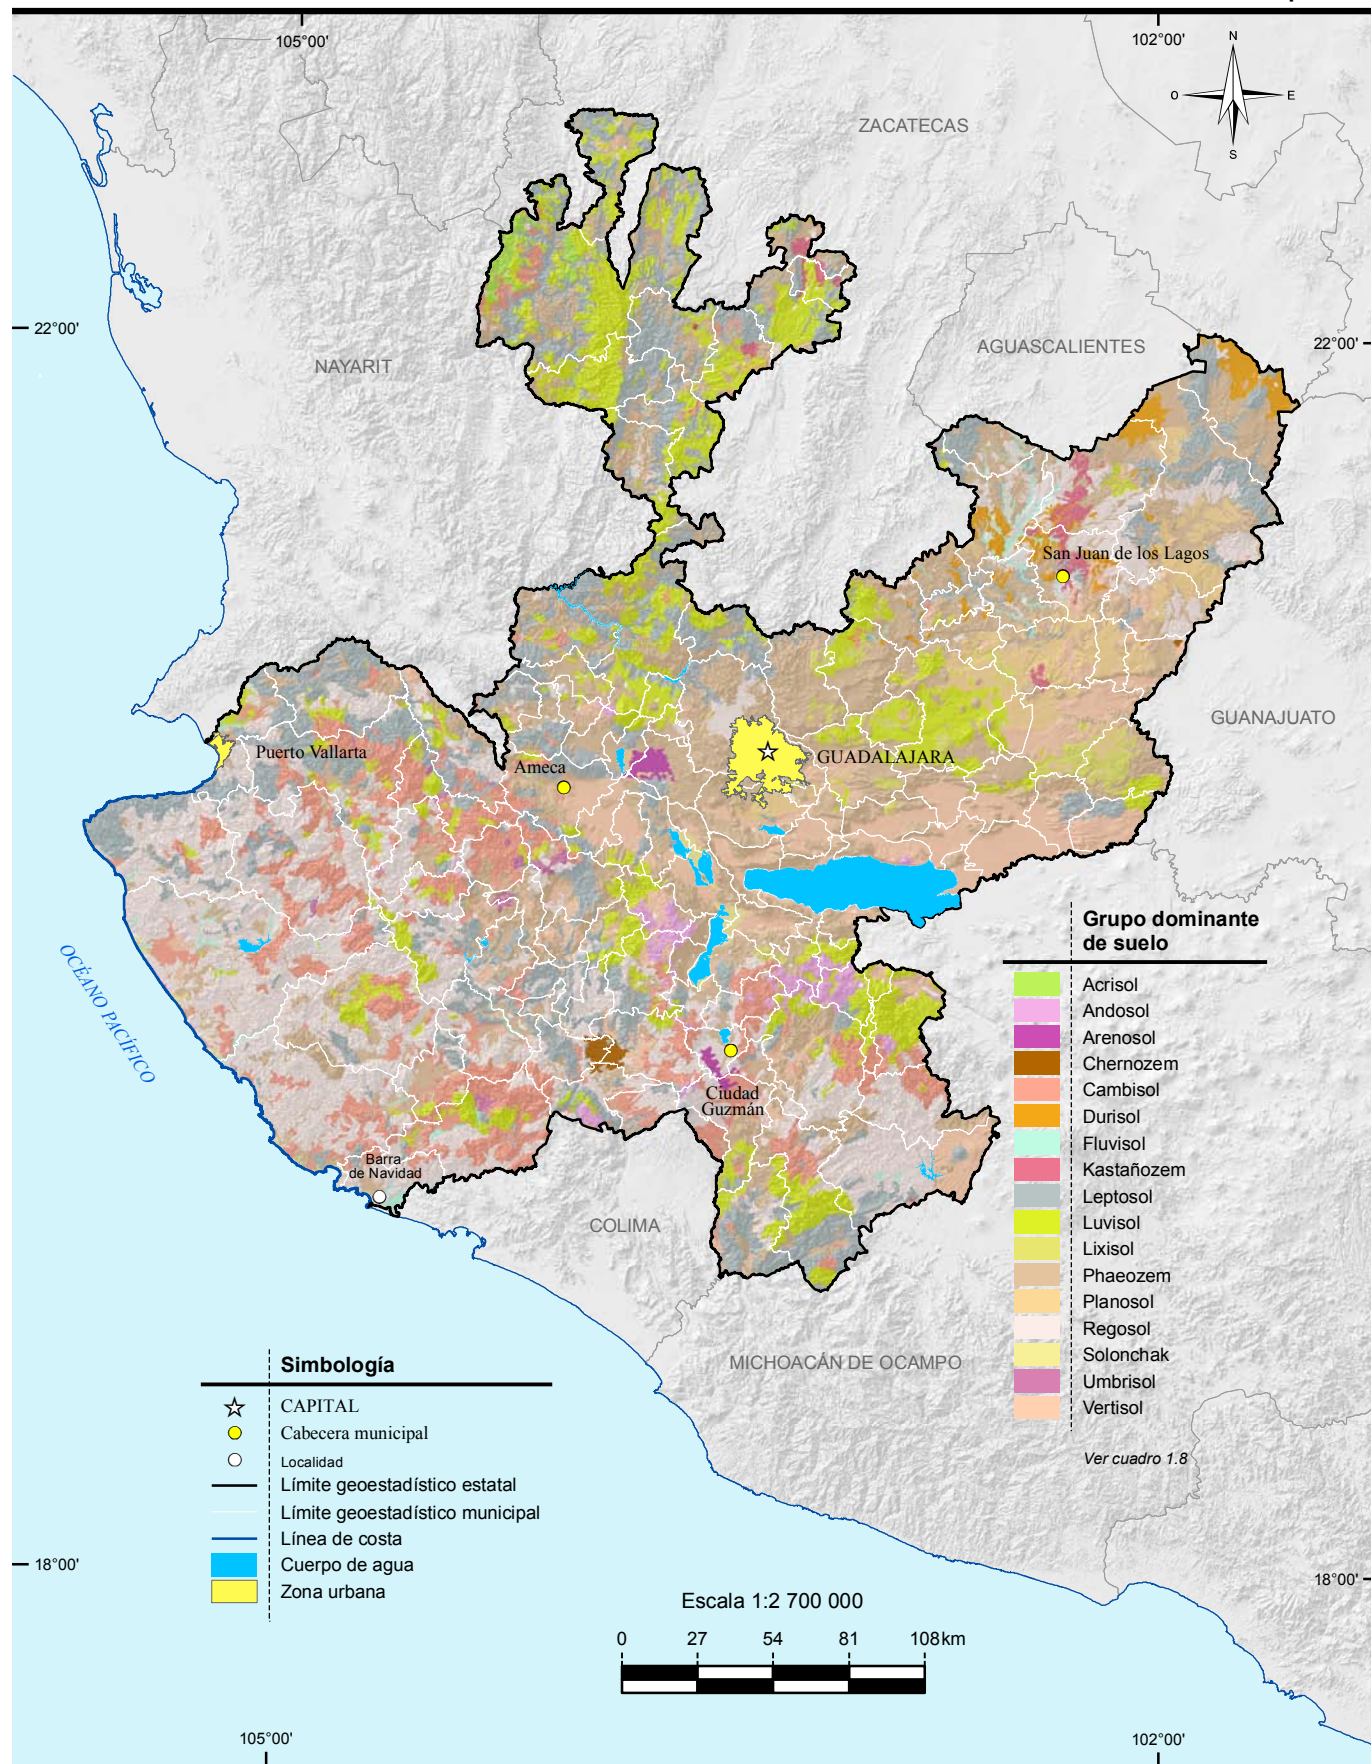 105°00'
102°00'
N
O
E
S
ZACATECAS
22°00'
22°00'
AGUASCALIENTES
NAYARIT
San Juan de los Lagos
GUANAJUATO
Puerto Vallarta
Ameca
GUADALAJARA
OCÉANO PACÍFICO
Ciudad
Guzmán
Barra
de Navidad
COLIMA
MICHOACÁN DE OCAMPO
Grupo dominante
de suelo
Acrisol
Andosol
Arenosol
Chernozem
Cambisol
Durisol
Fluvisol
Kastañozem
Leptosol
Luvisol
Lixisol
Phaeozem
Planosol
Regosol
Solonchak
Umbrisol
Vertisol
Ver cuadro 1.8
Simbología
CAPITAL
Cabecera municipal
Localidad
Límite geoestadístico estatal
Límite geoestadístico municipal
Línea de costa
Cuerpo de agua
Zona urbana
18°00'
18°00'
Escala 1:2 700 000
0 27 54 81 108 km
105°00'
102°00'